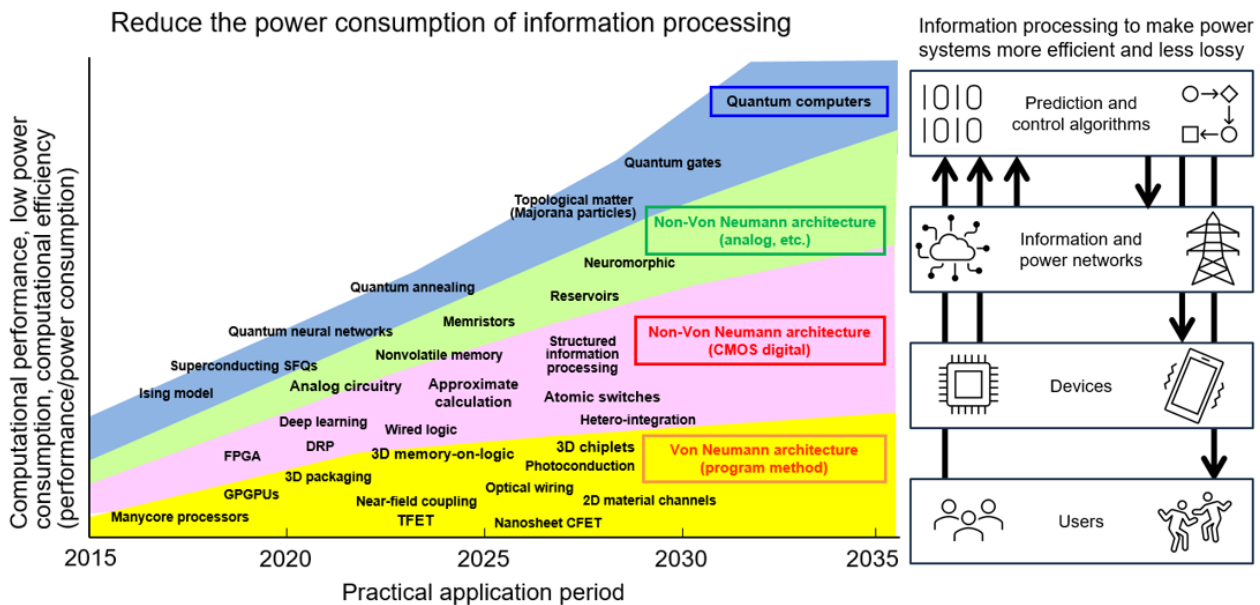 Reduce the power consumption of information processing
Computational performance, low power
consumption, computational efficiency
(performance/power consumption)
Quantum computers
Quantum gates
Topological matter
(Majorana particles)
Non-Von Neumann architecture
(analog, etc.)
Neuromorphic
Quantum annealing
Reservoirs
Memristors
Quantum neural networks
Non-Von Neumann architecture
(CMOS digital)
Structured
information
processing
Nonvolatile memory
Superconducting SFQs
Analog circuitry
Approximate
calculation
Ising model
Atomic switches
Deep learning
Wired logic
Hetero-integration
DRP
FPGA
3D memory-on-logic
3D chiplets
Von Neumann architecture
(program method)
Photoconduction
3D packaging
GPGPUs
Near-field coupling
Optical wiring
2D material channels
Manycore processors
TFET
Nanosheet CFET
2015
2020
2025
2030
2035
Practical application period
Information processing to make power
systems more efficient and less lossy
|0|0
|0|0
Prediction and
control algorithms
Information and
power networks
Devices
Users